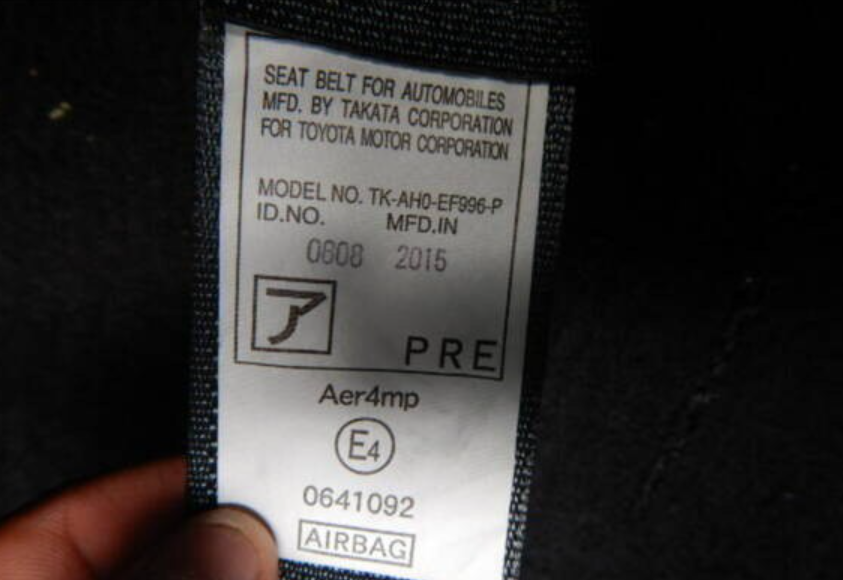 SEAT BELT FOR AUTOMOBILES
MFD. BY TAKATA CORPORATION
FOR TOYOTA MOTOR CORPORATION
MODEL NO. TK-AH0-EF996-P
ID.NO. MFD.IN
0608 2015
ア
PRE
Aer4mp
E4
0641092
AIRBAG